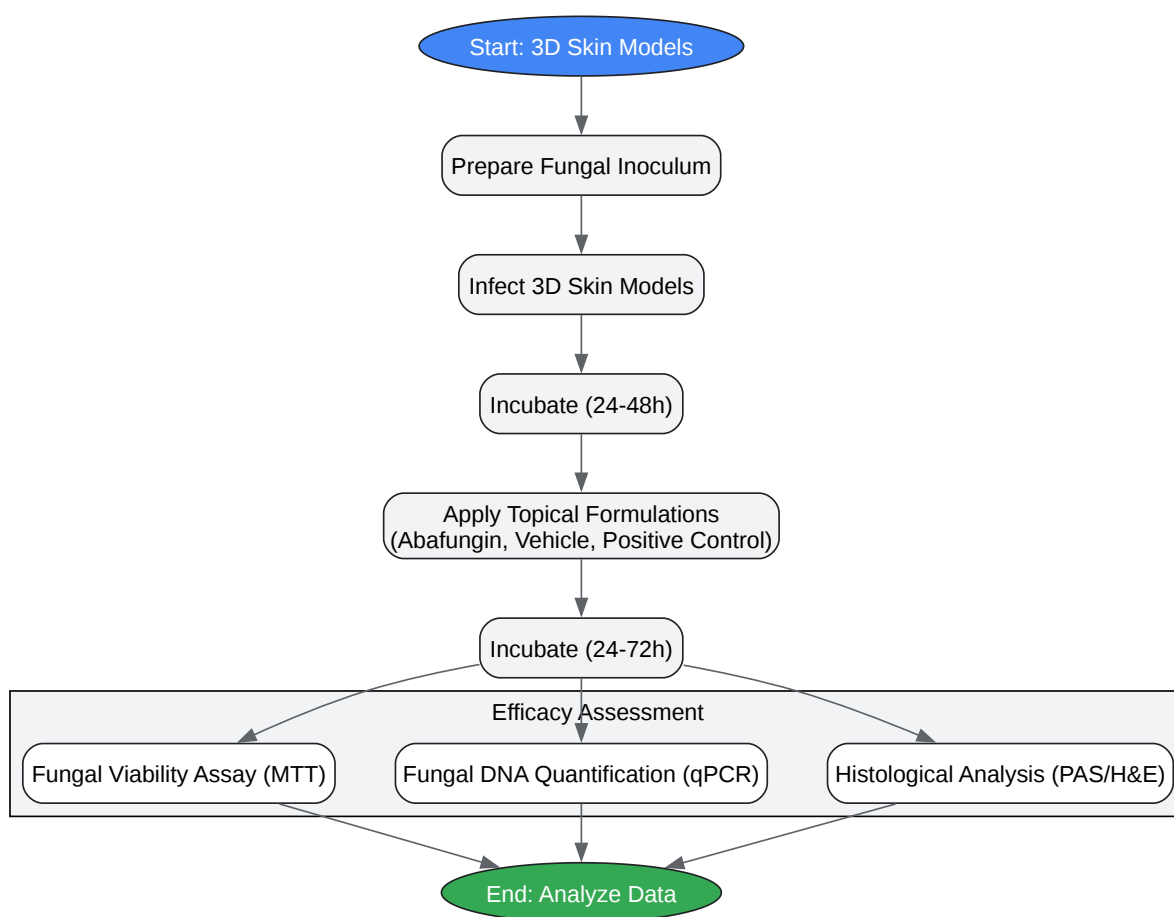 Start: 3D Skin Models
Prepare Fungal Inoculum
Infect 3D Skin Models
Incubate (24-48h)
Apply Topical Formulations
(Abafungin, Vehicle, Positive Control)
Incubate (24-72h)
Efficacy Assessment
Fungal Viability Assay (MTT)
Fungal DNA Quantification (qPCR)
Histological Analysis (PAS/H&E)
End: Analyze Data